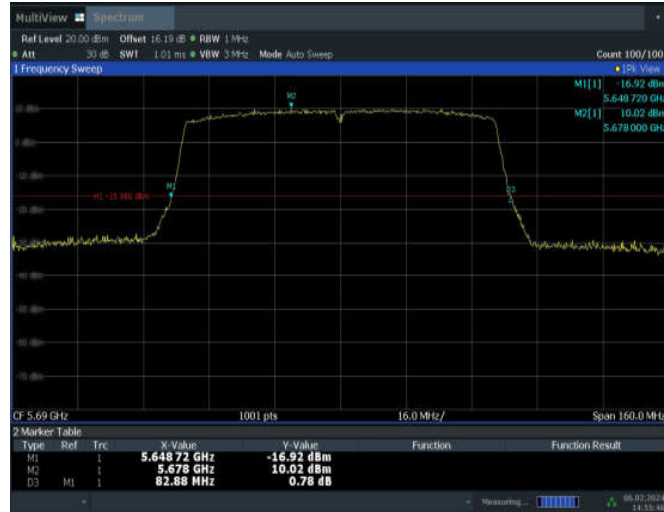 MultiView Spectrum
Ref Level 20.00 dBm Offset 16.19 dB RBW 1 MHz
Att 30 dB SWT 1.01 ms VBW 3 MHz Mode Auto Sweep Count 100/100
1 Frequency Sweep 1Pk View
M1[1] -16.92 dBm
5.648 720 GHz
M2[1] 10.02 dBm
5.678 000 GHz
M2
M1
D3
CF 5.69 GHz 1001 pts 16.0 MHz/ Span 160.0 MHz
2 Marker Table
Type Ref Trc X-Value Y-Value Function Function Result
M1 1 5.648 72 GHz -16.92 dBm
M2 1 5.678 GHz 10.02 dBm
D3 M1 1 82.88 MHz 0.78 dB
Measuring... 06.02.2024